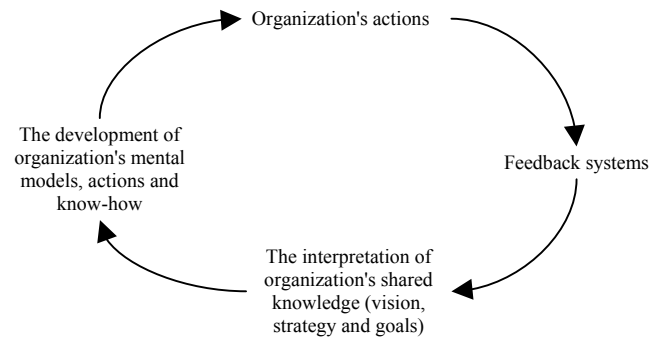 Organization's actions
Feedback systems
The interpretation of
organization's shared
knowledge (vision,
strategy and goals)
The development of
organization's mental
models, actions and
know-how